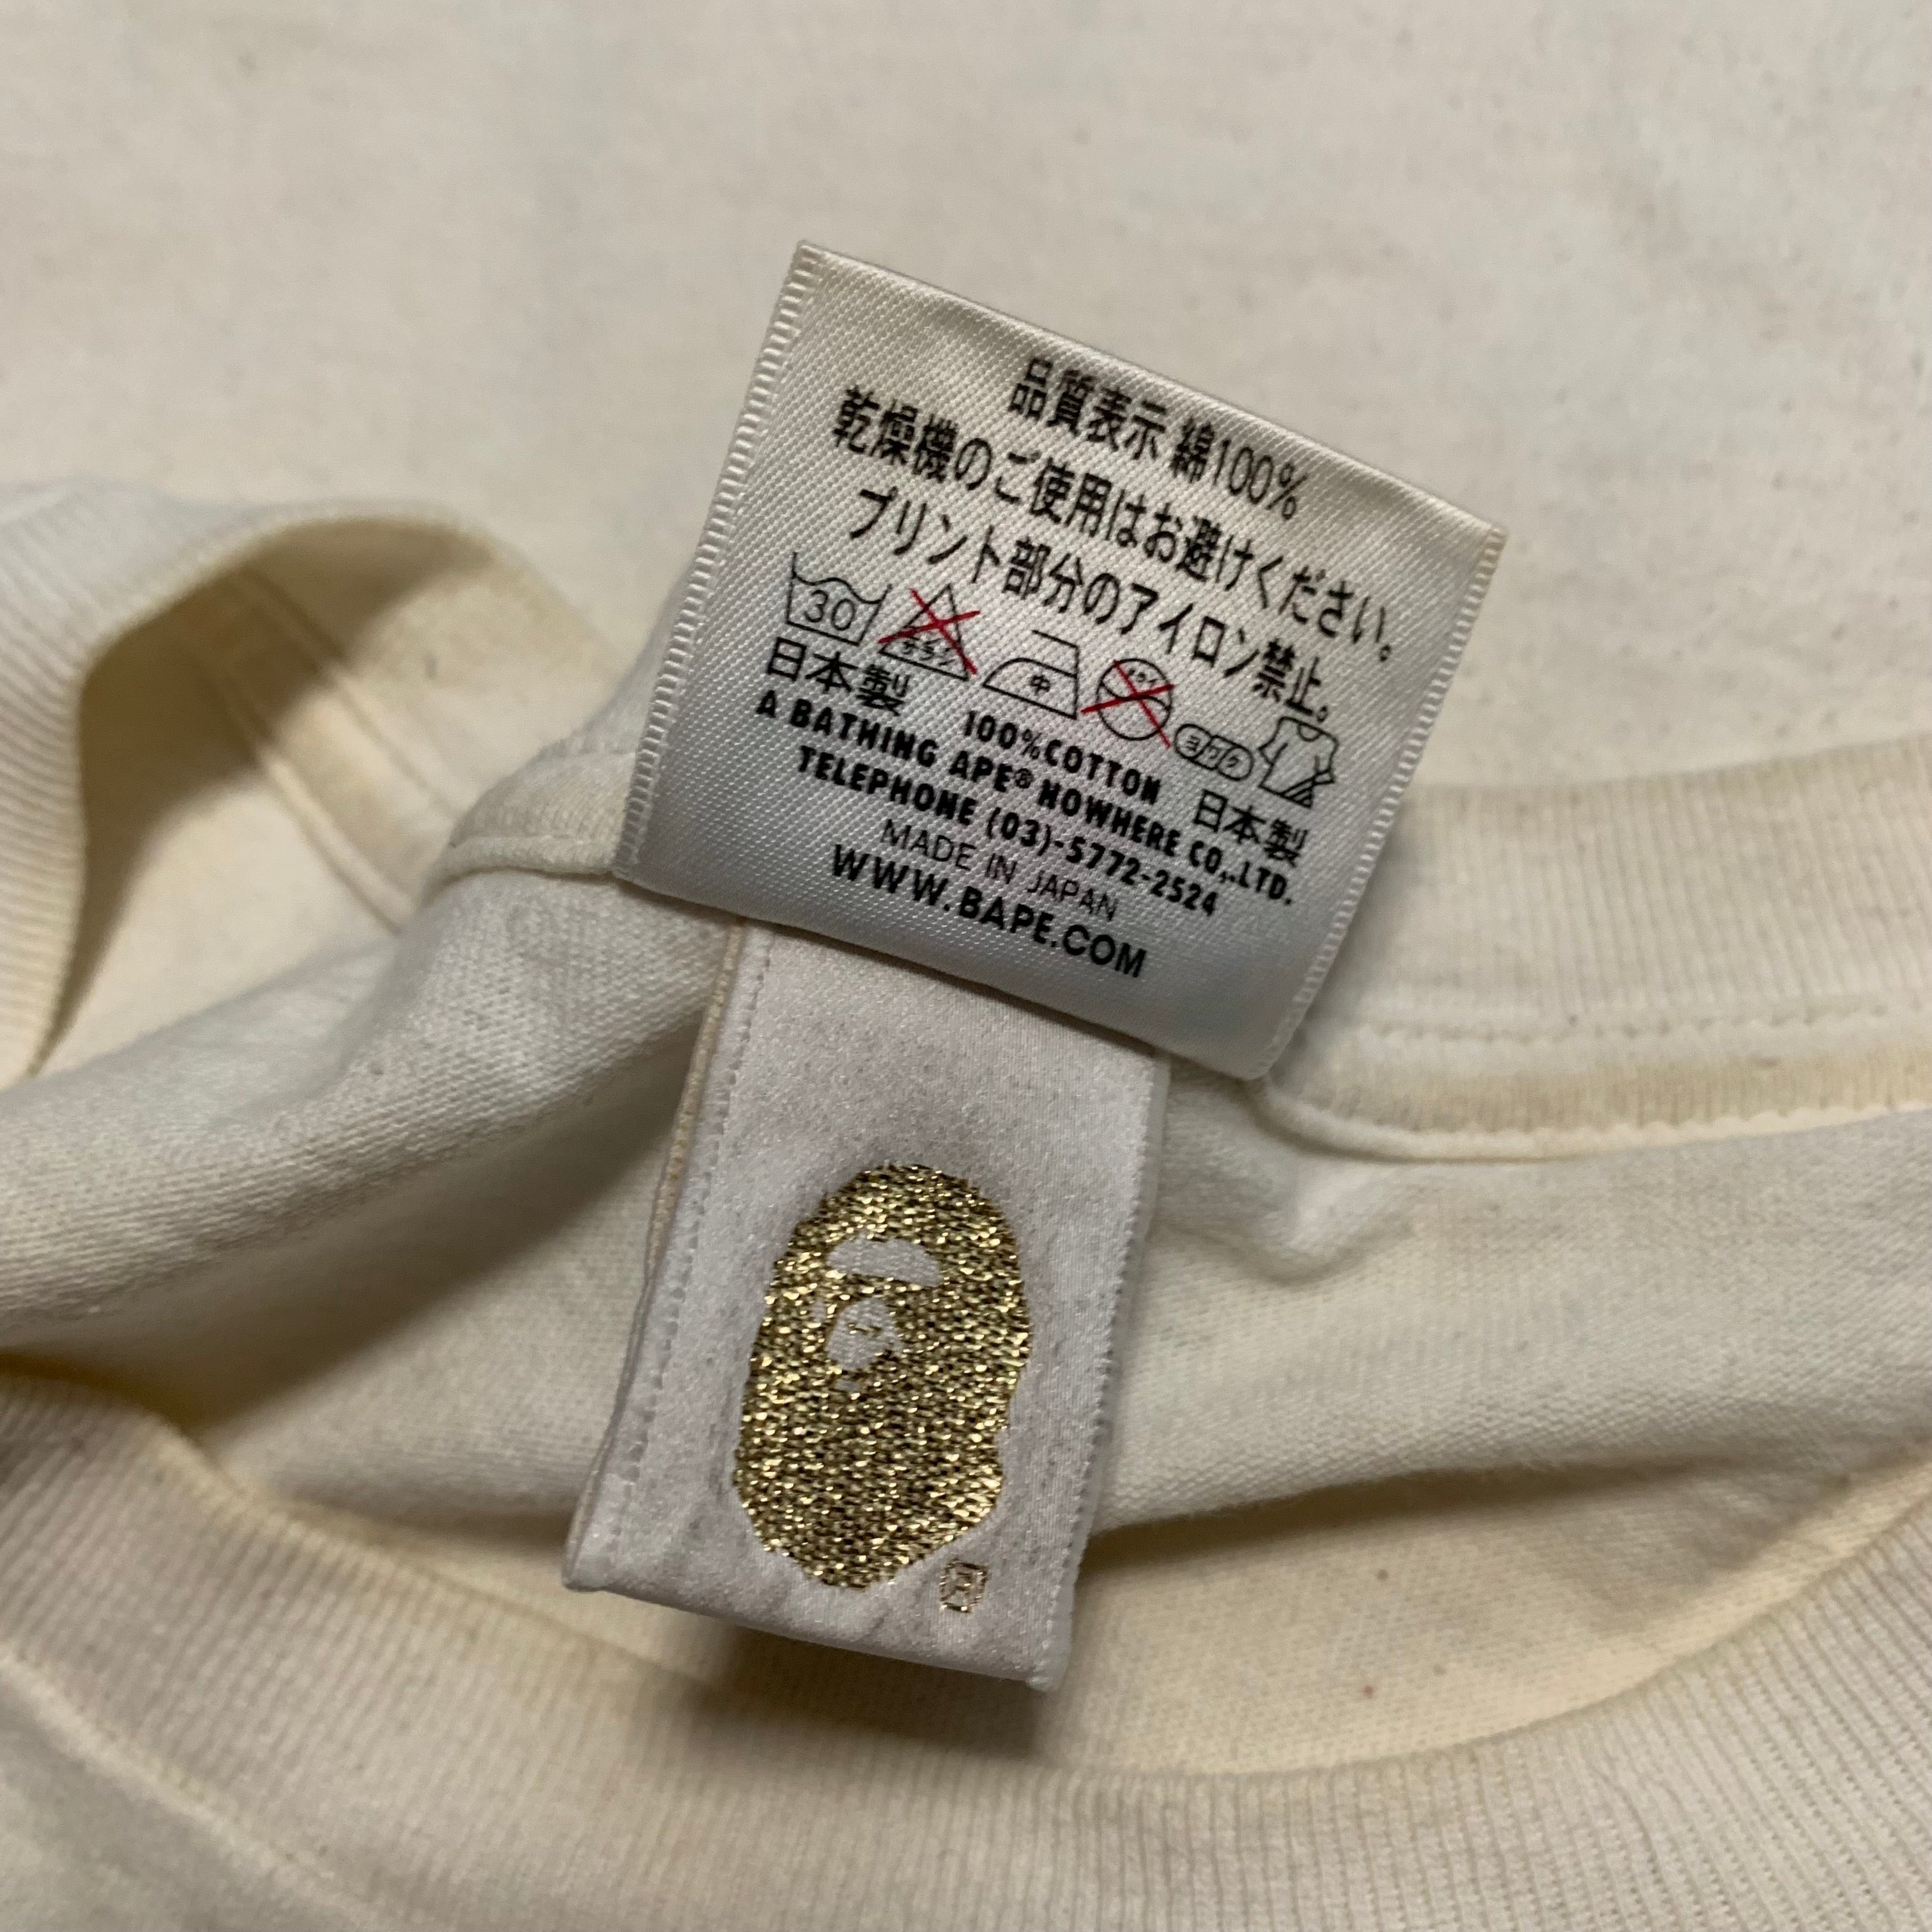 品質表示 綿100%
乾燥機のご使用はお避けください。
プリント部分のアイロン禁止。
30 中 ヨワク
日本製 100%COTTON 日本製
A BATHING APE® NOWHERE CO,.LTD.
TELEPHONE (03)-5772-2524
MADE IN JAPAN
WWW.BAPE.COM
®